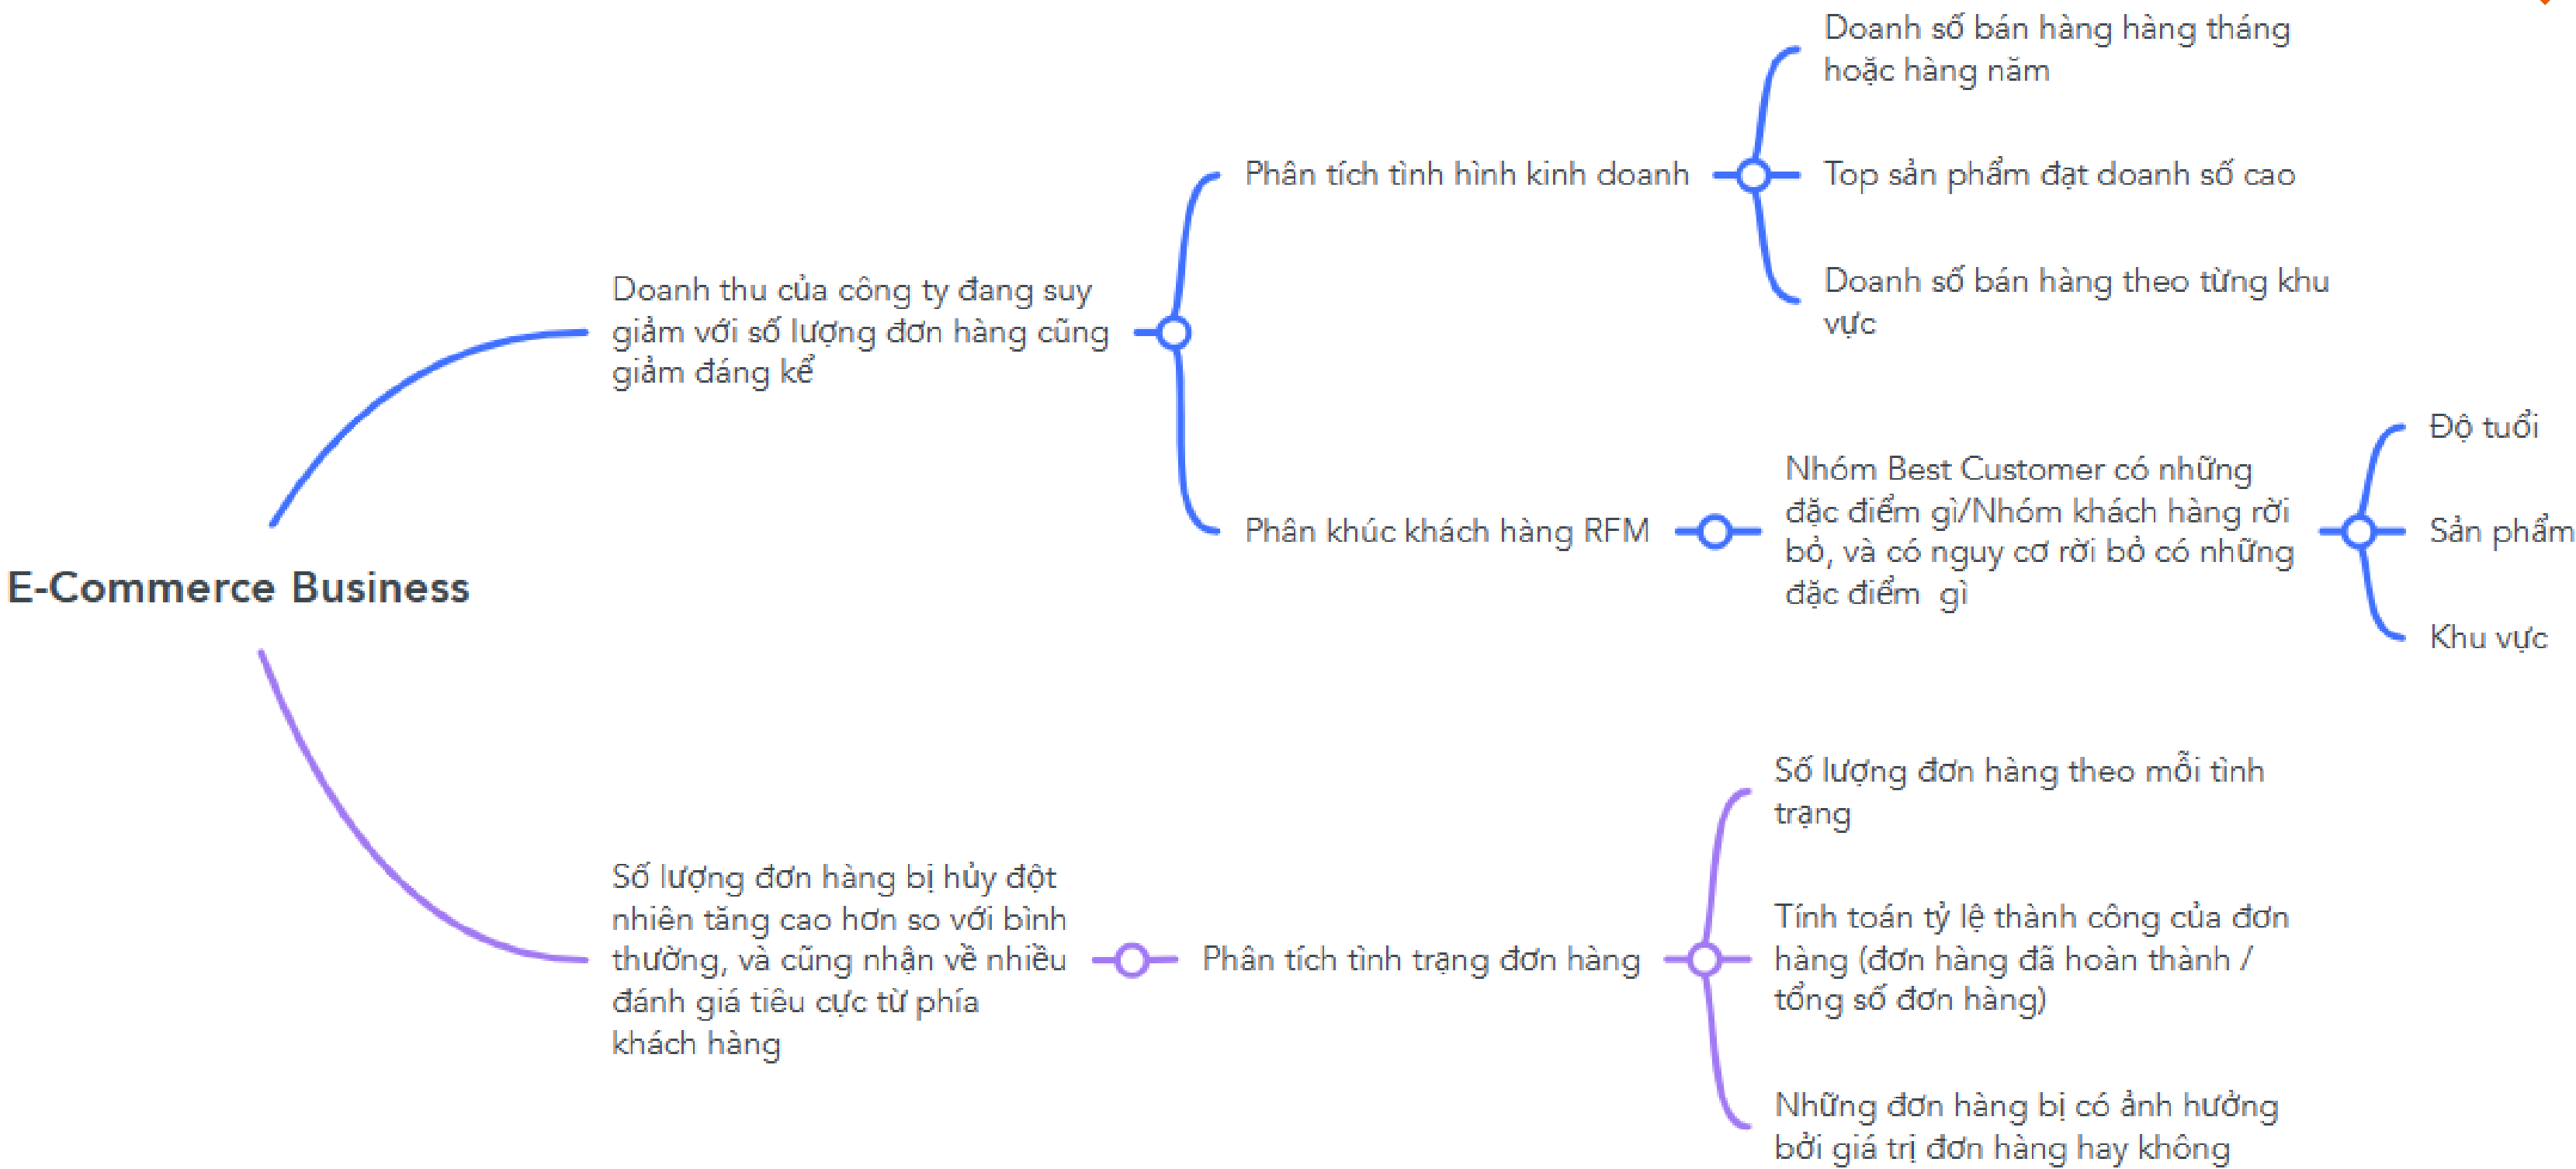 E-Commerce Business
Doanh thu của công ty đang suy
giảm với số lượng đơn hàng cũng
giảm đáng kể
Phân tích tình hình kinh doanh
Doanh số bán hàng hàng tháng
hoặc hàng năm
Top sản phẩm đạt doanh số cao
Doanh số bán hàng theo từng khu
vực
Phân khúc khách hàng RFM
Nhóm Best Customer có những
đặc điểm gì/Nhóm khách hàng rời
bỏ, và có nguy cơ rời bỏ có những
đặc điểm  gì
Độ tuổi
Sản phẩm
Khu vực
Số lượng đơn hàng bị hủy đột
nhiên tăng cao hơn so với bình
thường, và cũng nhận về nhiều
đánh giá tiêu cực từ phía
khách hàng
Phân tích tình trạng đơn hàng
Số lượng đơn hàng theo mỗi tình
trạng
Tính toán tỷ lệ thành công của đơn
hàng (đơn hàng đã hoàn thành /
tổng số đơn hàng)
Những đơn hàng bị có ảnh hưởng
bởi giá trị đơn hàng hay không